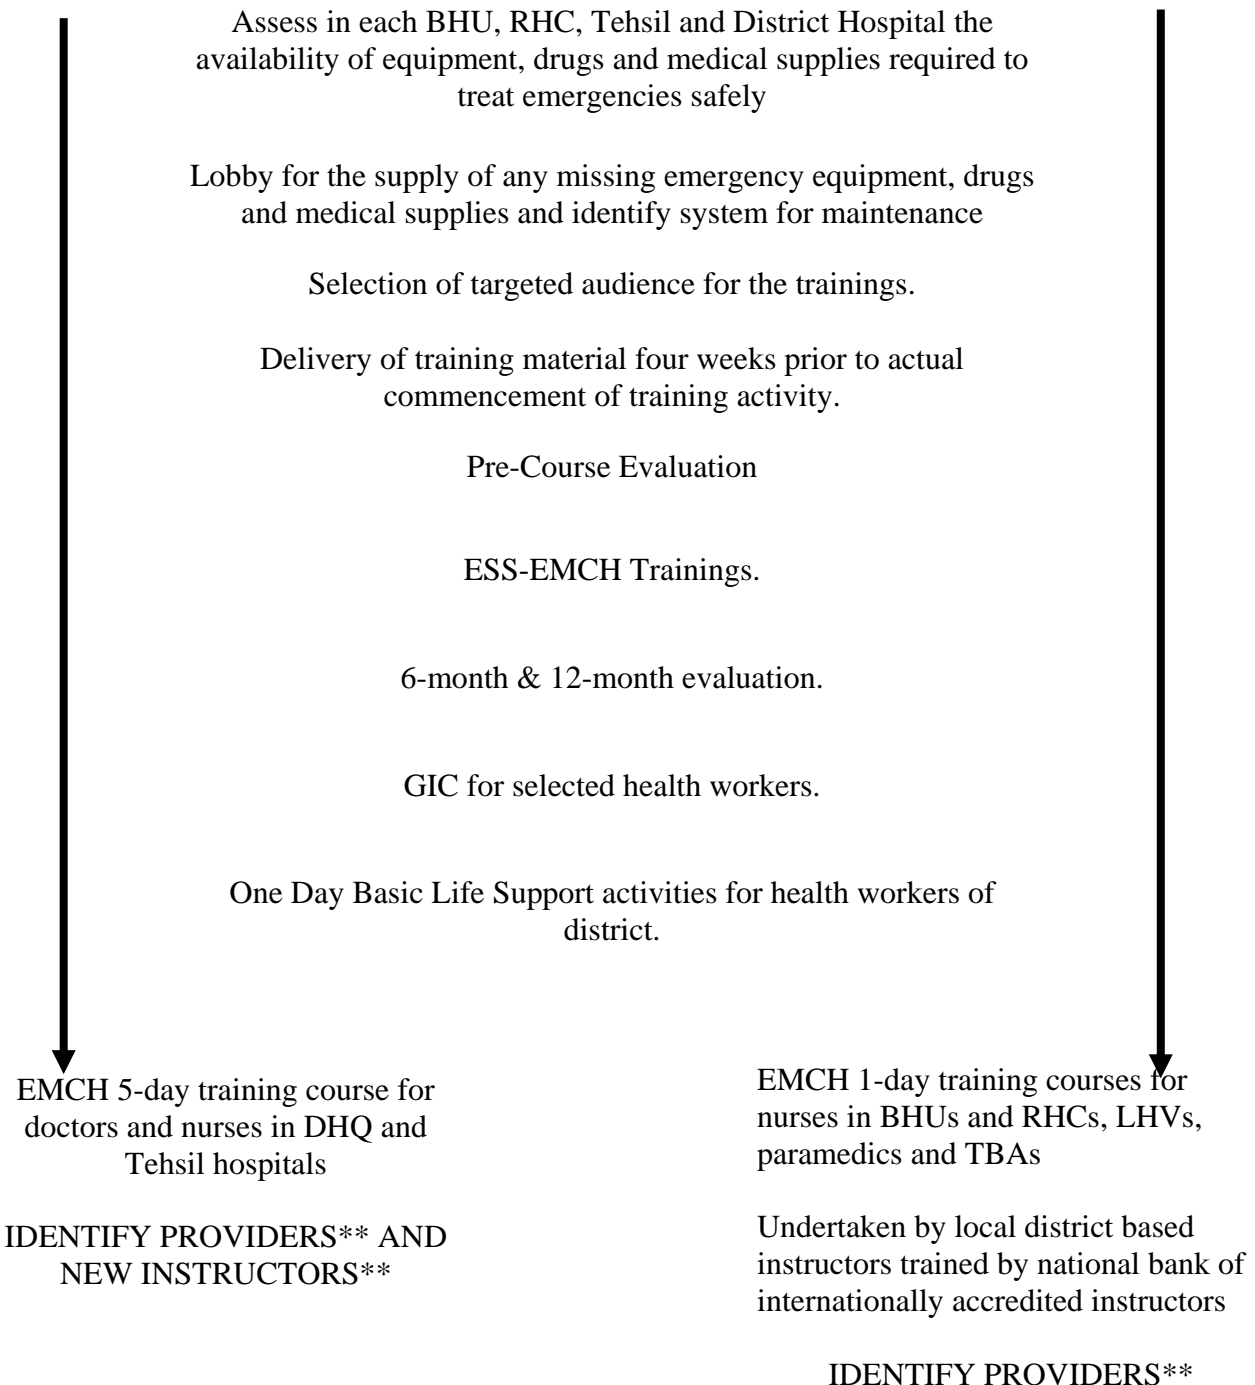 Assess in each BHU, RHC, Tehsil and District Hospital the
availability of equipment, drugs and medical supplies required to
treat emergencies safely
Lobby for the supply of any missing emergency equipment, drugs
and medical supplies and identify system for maintenance
Selection of targeted audience for the trainings.
Delivery of training material four weeks prior to actual
commencement of training activity.
Pre-Course Evaluation
ESS-EMCH Trainings.
6-month & 12-month evaluation.
GIC for selected health workers.
One Day Basic Life Support activities for health workers of
district.
EMCH 5-day training course for
doctors and nurses in DHQ and
Tehsil hospitals
IDENTIFY PROVIDERS** AND
NEW INSTRUCTORS**
EMCH 1-day training courses for
nurses in BHUs and RHCs, LHVs,
paramedics and TBAs
Undertaken by local district based
instructors trained by national bank of
internationally accredited instructors
IDENTIFY PROVIDERS**